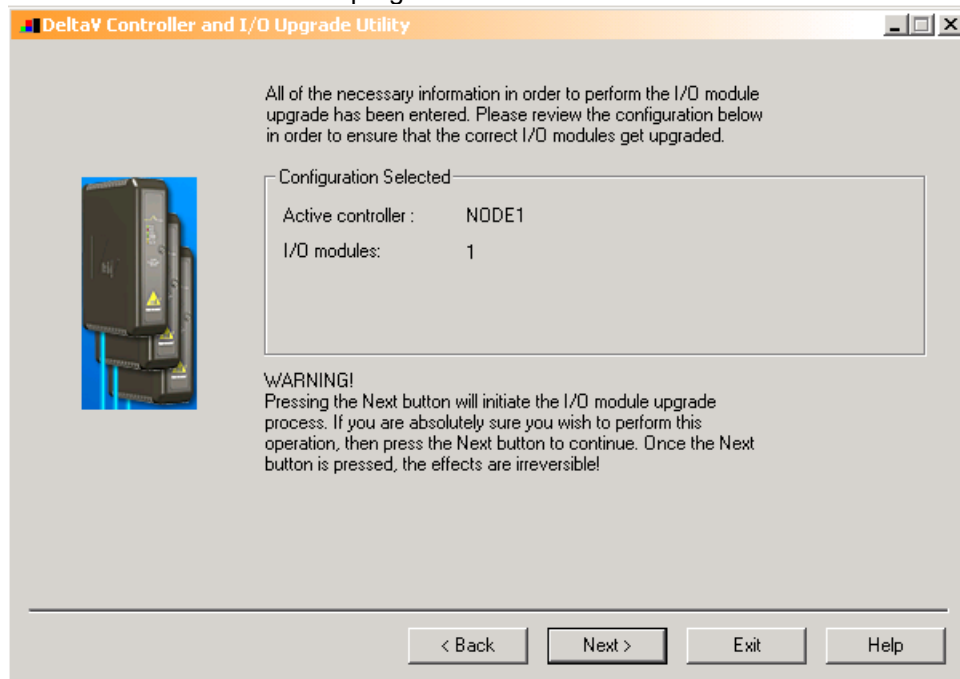 DeltaV Controller and I/O Upgrade Utility
All of the necessary information in order to perform the I/O module
upgrade has been entered. Please review the configuration below
in order to ensure that the correct I/O modules get upgraded.
Configuration Selected
Active controller : NODE1
I/O modules: 1
WARNING!
Pressing the Next button will initiate the I/O module upgrade
process. If you are absolutely sure you wish to perform this
operation, then press the Next button to continue. Once the Next
button is pressed, the effects are irreversible!
< Back Next > Exit Help